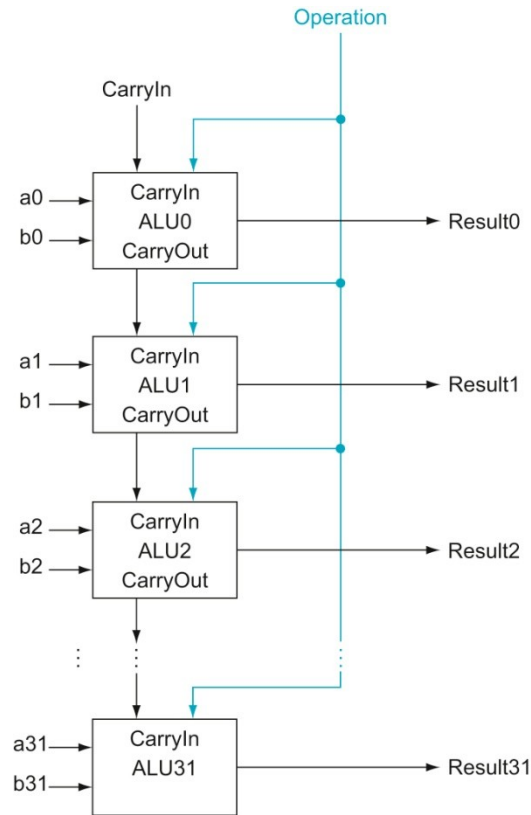 Operation
CarryIn
a0
b0
CarryIn
ALU0
CarryOut
Result0
a1
b1
CarryIn
ALU1
CarryOut
Result1
a2
b2
CarryIn
ALU2
CarryOut
Result2
a31
b31
CarryIn
ALU31
Result31